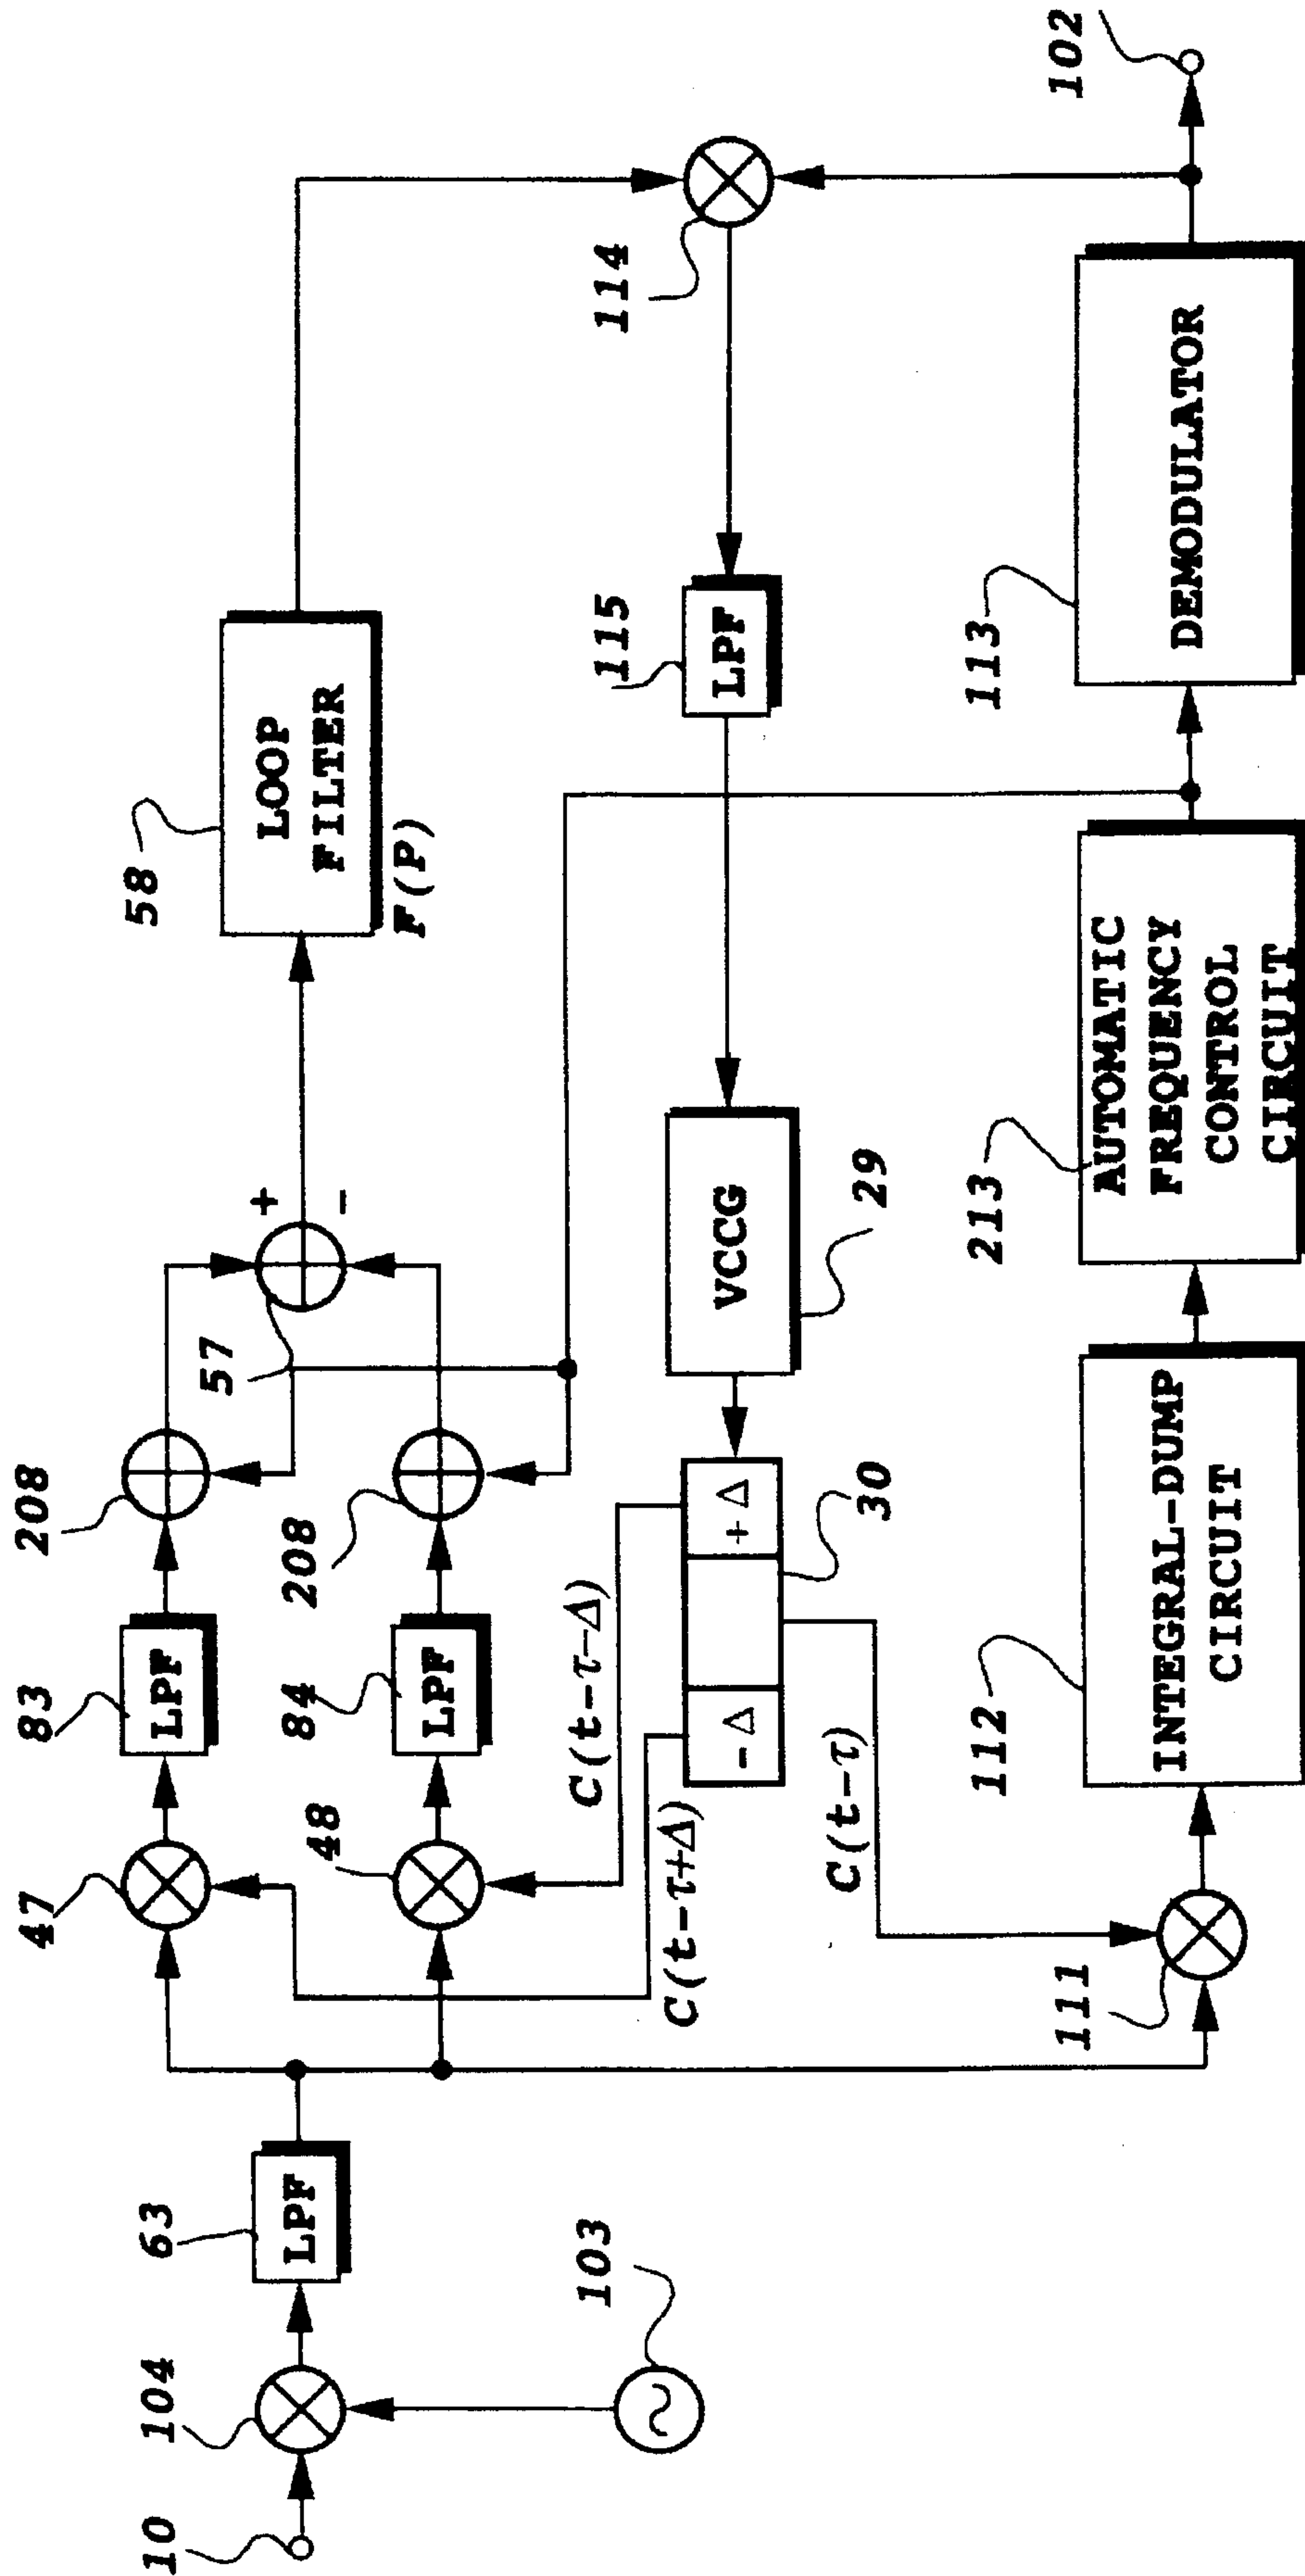 10
104
103
63
LPF
47
48
83
LPF
84
LPF
208
208
57
+
-
58
LOOP
FILTER
F(P)
114
115
LPF
VCCG
29
+Δ
-Δ
30
C(t-τ-Δ)
C(t-τ+Δ)
C(t-τ)
111
112
INTEGRAL-DUMP
CIRCUIT
213
AUTOMATIC
FREQUENCY
CONTROL
CIRCUIT
113
DEMODULATOR
102